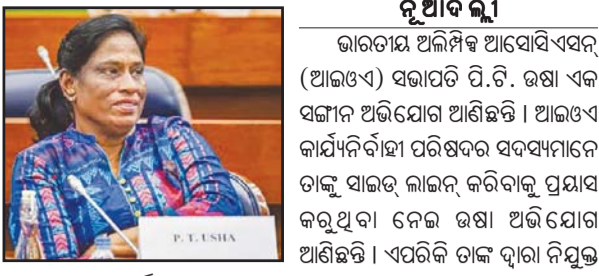 ନୂଆଦିଲ୍ଲୀ
ଭାରତୀୟ ଅଲିମ୍ପିକ୍ସ ଆସୋସିଏସନ୍
(ଆଇଓଏ) ସଭାପତି ପି.ଟି. ଉଷା ଏକ
ସଙ୍ଗୀନ ଅଭିଯୋଗ ଆଣିଛନ୍ତି । ଆଇଓଏ
କାର୍ଯ୍ୟନିର୍ବାହୀ ପରିଷଦର ସଦସ୍ୟମାନେ
ତାଙ୍କୁ ସାଇଡ୍ ଲାଇନ୍ କରିବାକୁ ପ୍ରୟାସ
କରୁଥିବା ନେଇ ଉଷା ଅଭିଯୋଗ
ଆଣିଛନ୍ତି । ଏପରିକି ତାଙ୍କ ଦ୍ୱାରା ନିଯୁକ୍ତ
P. T. USHA